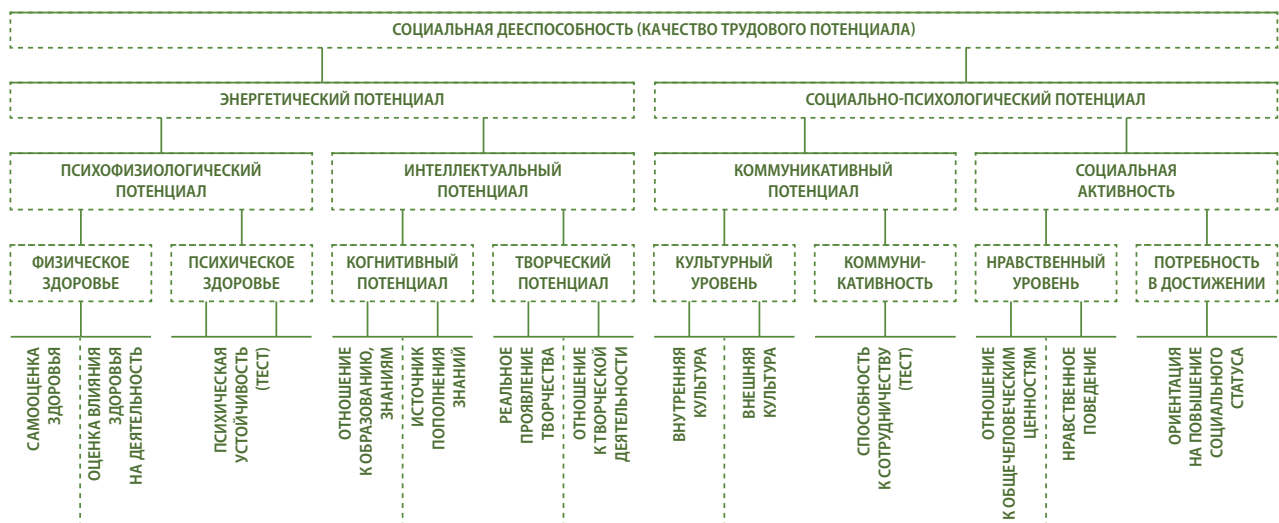 СОЦИАЛЬНАЯ ДЕЕСПОСОБНОСТЬ (КАЧЕСТВО ТРУДОВОГО ПОТЕНЦИАЛА)
ЭНЕРГЕТИЧЕСКИЙ ПОТЕНЦИАЛ
СОЦИАЛЬНО-ПСИХОЛОГИЧЕСКИЙ ПОТЕНЦИАЛ
ПСИХОФИЗИОЛОГИЧЕСКИЙ
ПОТЕНЦИАЛ
ИНТЕЛЛЕКТУАЛЬНЫЙ
ПОТЕНЦИАЛ
КОММУНИКАТИВНЫЙ
ПОТЕНЦИАЛ
СОЦИАЛЬНАЯ
АКТИВНОСТЬ
ФИЗИЧЕСКОЕ
ЗДОРОВЬЕ
ПСИХИЧЕСКОЕ
ЗДОРОВЬЕ
КОГНИТИВНЫЙ
ПОТЕНЦИАЛ
ТВОРЧЕСКИЙ
ПОТЕНЦИАЛ
КУЛЬТУРНЫЙ
УРОВЕНЬ
КОММУНИ-
КАТИВНОСТЬ
НРАВСТВЕННЫЙ
УРОВЕНЬ
ПОТРЕБНОСТЬ
В ДОСТИЖЕНИИ
САМООЦЕНКА
ЗДОРОВЬЯ
ОЦЕНКА ВЛИЯНИЯ
ЗДОРОВЬЯ
НА ДЕЯТЕЛЬНОСТЬ
ПСИХИЧЕСКАЯ
УСТОЙЧИВОСТЬ
(ТЕСТ)
ОТНОШЕНИЕ
К ОБРАЗОВАНИЮ,
ЗНАНИЯМ
ИСТОЧНИК
ПОПОЛНЕНИЯ
ЗНАНИЙ
РЕАЛЬНОЕ
ПРОЯВЛЕНИЕ
ТВОРЧЕСТВА
ОТНОШЕНИЕ
К ТВОРЧЕСКОЙ
ДЕЯТЕЛЬНОСТИ
ВНУТРЕННЯЯ
КУЛЬТУРА
ВНЕШНЯЯ
КУЛЬТУРА
СПОСОБНОСТЬ
К СОТРУДНИЧЕСТВУ
(ТЕСТ)
ОТНОШЕНИЕ
К ОБЩЕЧЕЛОВЕЧЕСКИМ
ЦЕННОСТЯМ
НРАВСТВЕННОЕ
ПОВЕДЕНИЕ
ОРИЕНТАЦИЯ
НА ПОВЫШЕНИЕ
СОЦИАЛЬНОГО
СТАТУСА